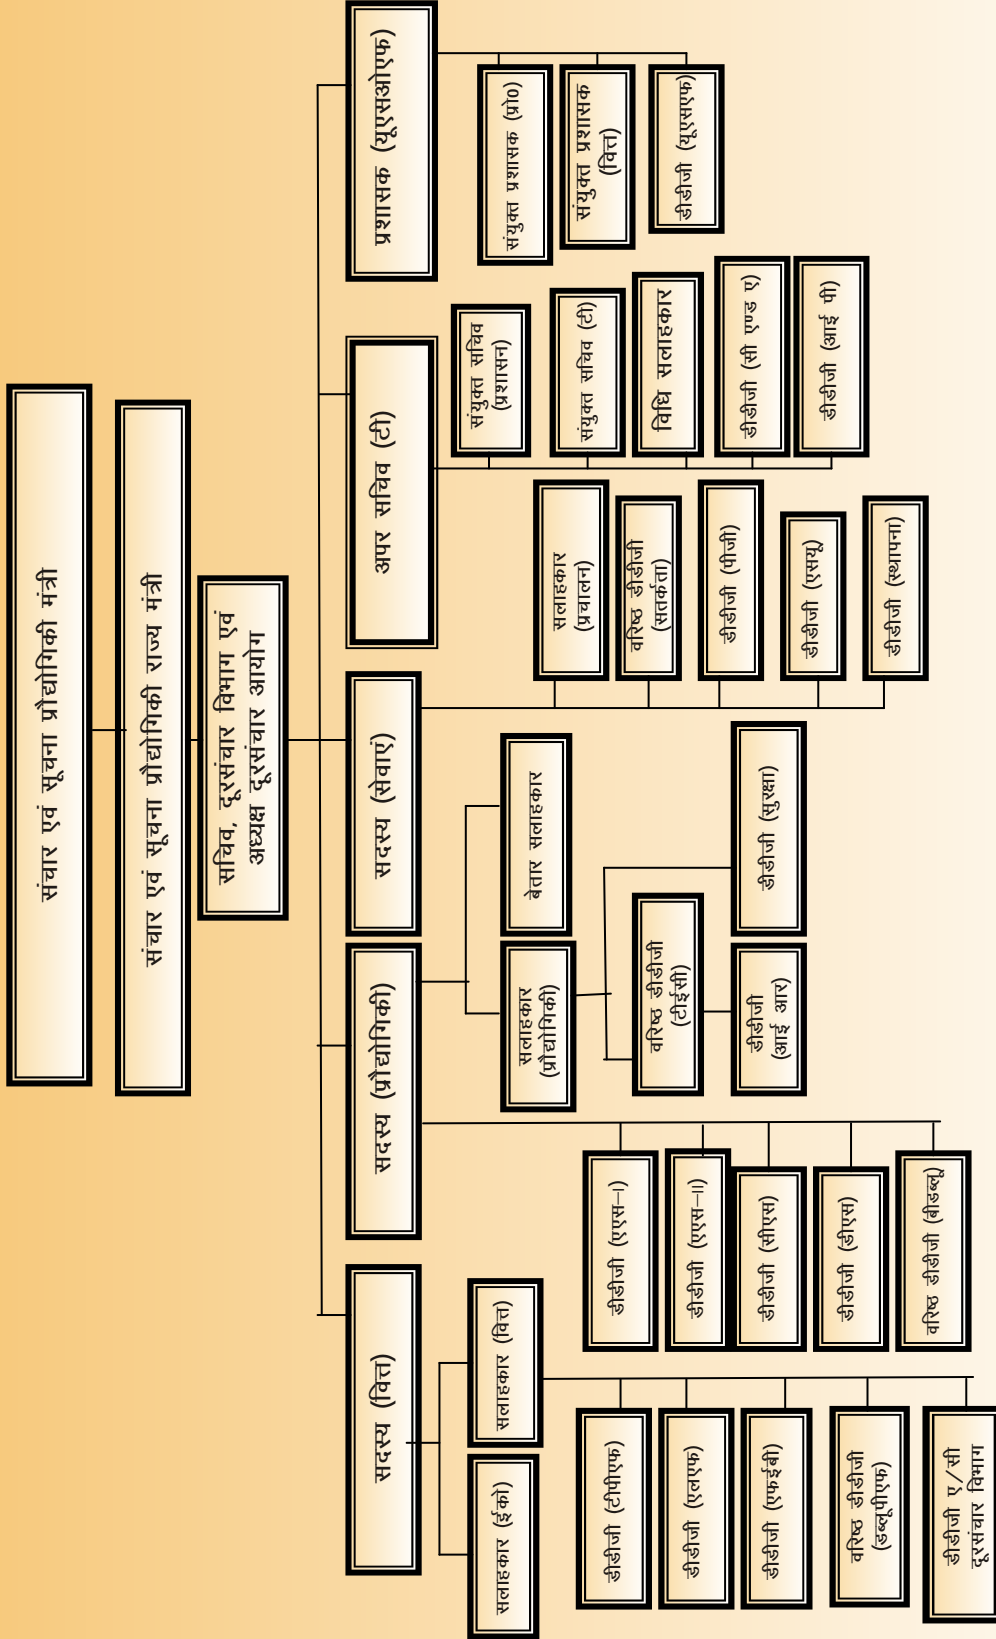 संचार एवं सूचना प्रौद्योगिकी मंत्री
संचार एवं सूचना प्रौद्योगिकी राज्य मंत्री
सचिव, दूरसंचार विभाग एवं
अध्यक्ष दूरसंचार आयोग
सदस्य (वित्त)
सदस्य (प्रौद्योगिकी)
सदस्य (सेवाएं)
अपर सचिव (टी)
प्रशासक (यूएसओएफ)
सलाहकार (ईको)
सलाहकार (वित्त)
डीडीजी (टीपीएफ)
डीडीजी (एलएफ)
डीडीजी (एफईबी)
वरिष्ठ डीडीजी
(डब्लूपीएफ)
डीडीजी ए/सी
दूरसंचार विभाग
सलाहकार
(प्रौद्योगिकी)
बेतार सलाहकार
वरिष्ठ डीडीजी
(टीईसी)
डीडीजी
(आई आर)
डीडीजी (सुरक्षा)
डीडीजी (एएस–I)
डीडीजी (एएस–II)
डीडीजी (सीएस)
डीडीजी (डीएस)
वरिष्ठ डीडीजी (बीडब्लू)
सलाहकार
(प्रचालन)
वरिष्ठ डीडीजी
(सतर्कता)
डीडीजी (पीजी)
डीडीजी (एसयू)
डीडीजी (स्थापना)
संयुक्त सचिव
(प्रशासन)
संयुक्त सचिव (टी)
विधि सलाहकार
डीडीजी (सी एण्ड ए)
डीडीजी (आई पी)
संयुक्त प्रशासक (प्रो0)
संयुक्त प्रशासक
(वित्त)
डीडीजी (यूएसएफ)